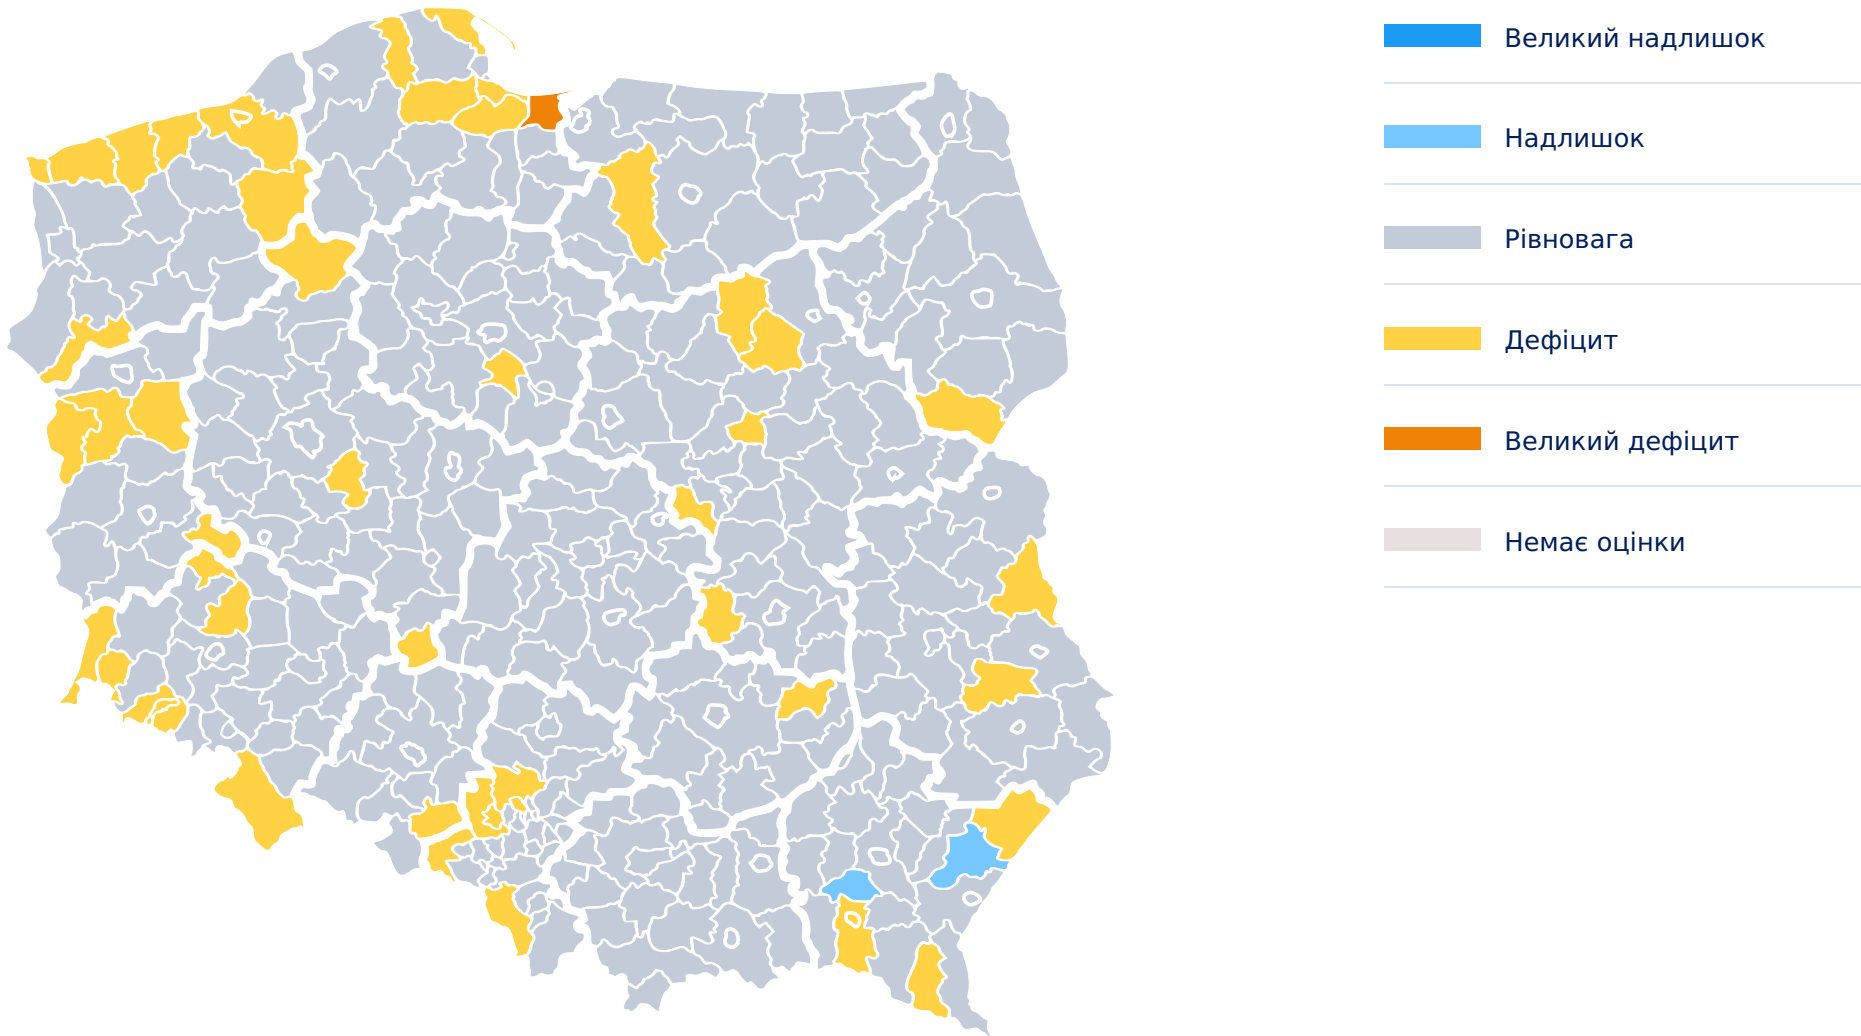 Великий надлишок
Надлишок
Рівновага
Дефіцит
Великий дефіцит
Немає оцінки